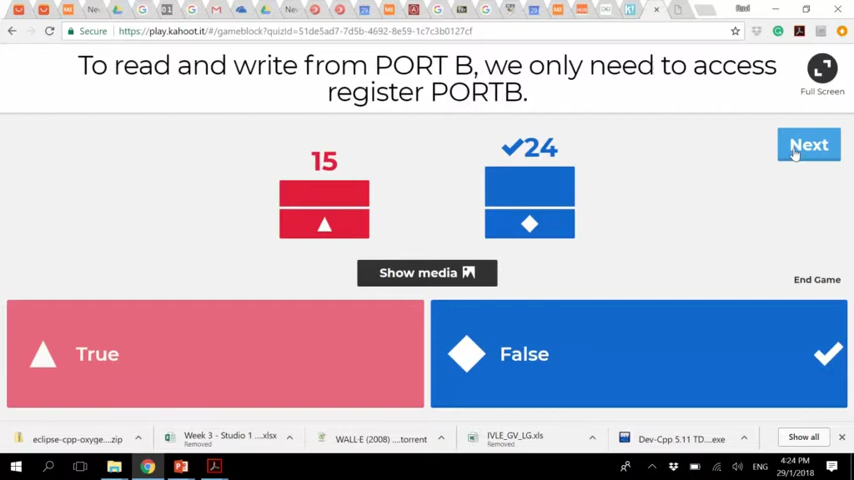 Secure https://play.kahoot.it/#/gameblock?quizId=51de5ad7-7d5b-4692-8e59-1c7c3b0127cf
To read and write from PORT B, we only need to access
register PORTB.
Full Screen
Next
15
24
Show media
End Game
True
False
eclipse-cpp-oxyge....zip
Week 3 - Studio 1 ....xlsx
Removed
WALL·E (2008) ....torrent
IVLE_GV_LG.xls
Removed
Dev-Cpp 5.11 TD....exe
Show all
ENG
4:24 PM
29/1/2018